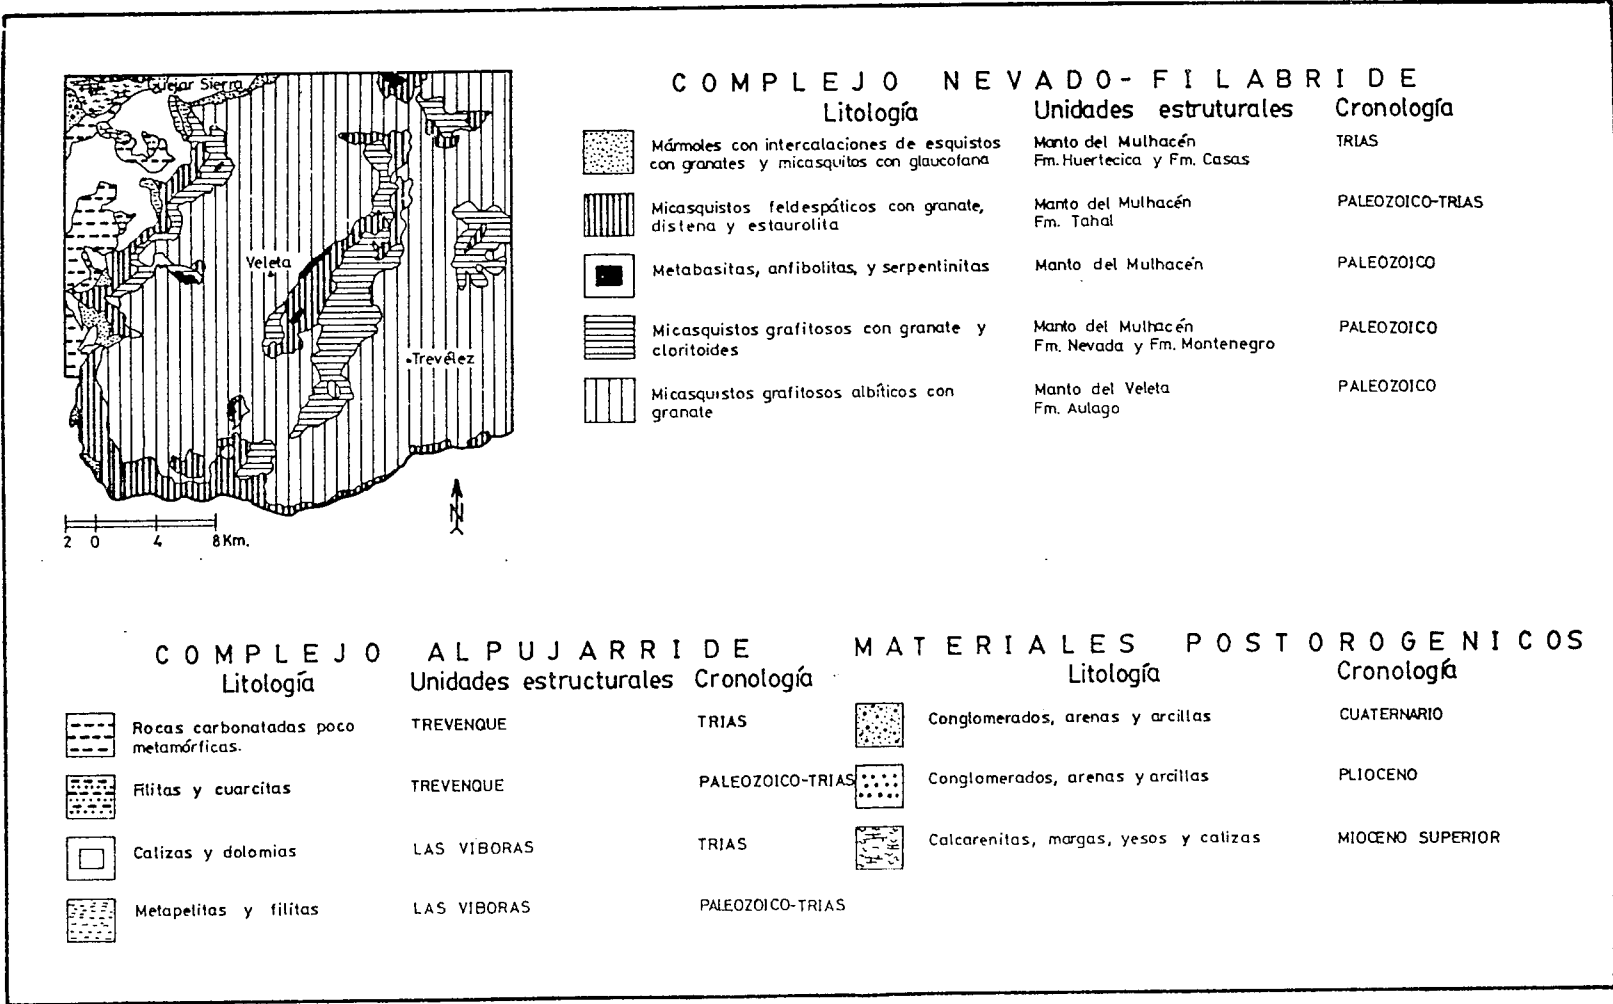 Güejar Sierra
Veleta
Trevélez
2 0 4 8 Km.
N
COMPLEJO NEVADO-FILABRIDE
Litología Unidades estruturales Cronología
Mármoles con intercalaciones de esquistos Manto del Mulhacén TRIAS
con granates y micasquitos con glaucofana Fm. Huertecica y Fm. Casas
Micasquistos feldespáticos con granate, Manto del Mulhacén PALEOZOICO-TRIAS
distena y estaurolita Fm. Tahal
Metabasitas, anfibolitas, y serpentinitas Manto del Mulhacén PALEOZOICO
Micasquistos grafitosos con granate y Manto del Mulhacén PALEOZOICO
cloritoides Fm. Nevada y Fm. Montenegro
Micasquistos grafitosos albíticos con Manto del Veleta PALEOZOICO
granate Fm. Aulago
COMPLEJO ALPUJARRIDE
Litología Unidades estructurales Cronología
Rocas carbonatadas poco TREVENQUE TRIAS
metamórficas.
Filitas y cuarcitas TREVENQUE PALEOZOICO-TRIAS
Calizas y dolomias LAS VIBORAS TRIAS
Metapelitas y filitas LAS VIBORAS PALEOZOICO-TRIAS
MATERIALES POSTOROGENICOS
Litología Cronología
Conglomerados, arenas y arcillas CUATERNARIO
Conglomerados, arenas y arcillas PLIOCENO
Calcarenitas, margas, yesos y calizas MIOCENO SUPERIOR